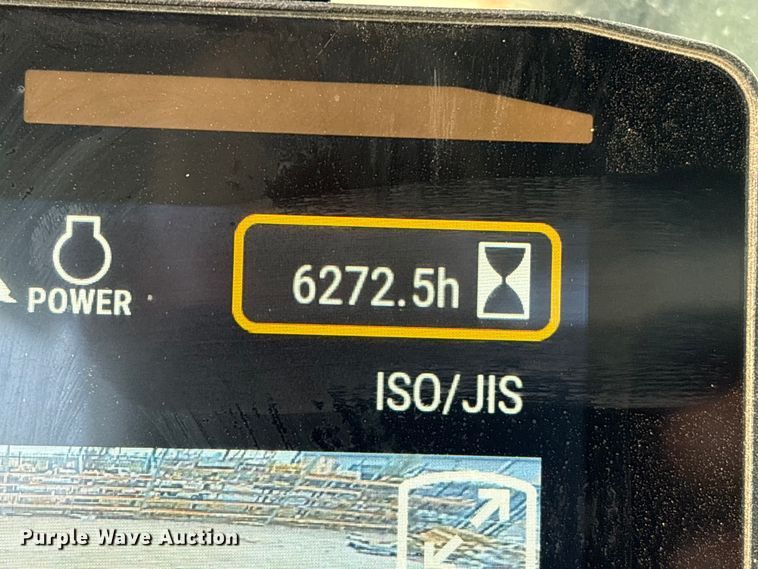 6272.5h
POWER
ISO/JIS
Purple Wave Auction